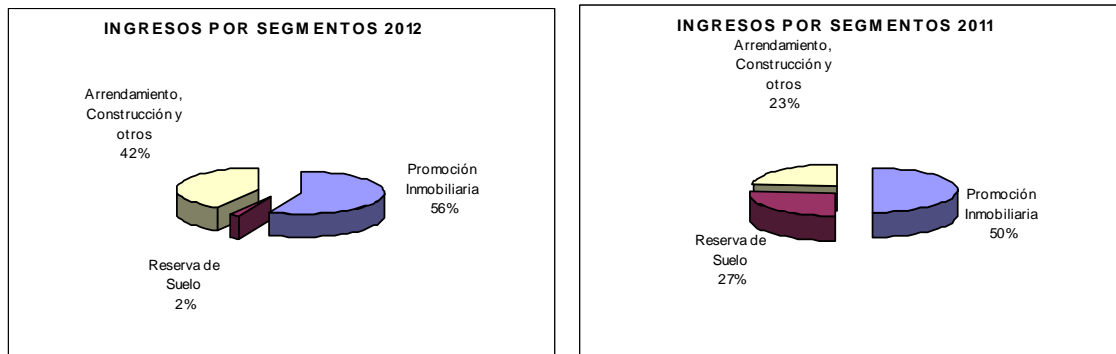 INGRESOS POR SEGMENTOS 2012
Arrendamiento,
Construcción y
otros
42%
Promoción
Inmobiliaria
56%
Reserva de
Suelo
2%
INGRESOS POR SEGMENTOS 2011
Arrendamiento,
Construcción y
otros
23%
Promoción
Inmobiliaria
50%
Reserva de
Suelo
27%